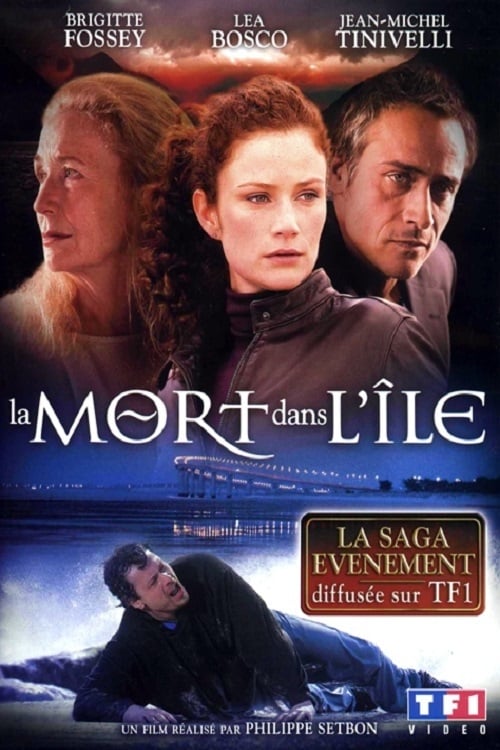 BRIGITTE LEA JEAN-MICHEL
FOSSEY BOSCO TINIVELLI
la MORT dans L'ÎLE
LA SAGA
EVENEMENT
diffusée sur TF1
UN FILM RÉALISÉ PAR PHILIPPE SETBON
TF1
VIDEO